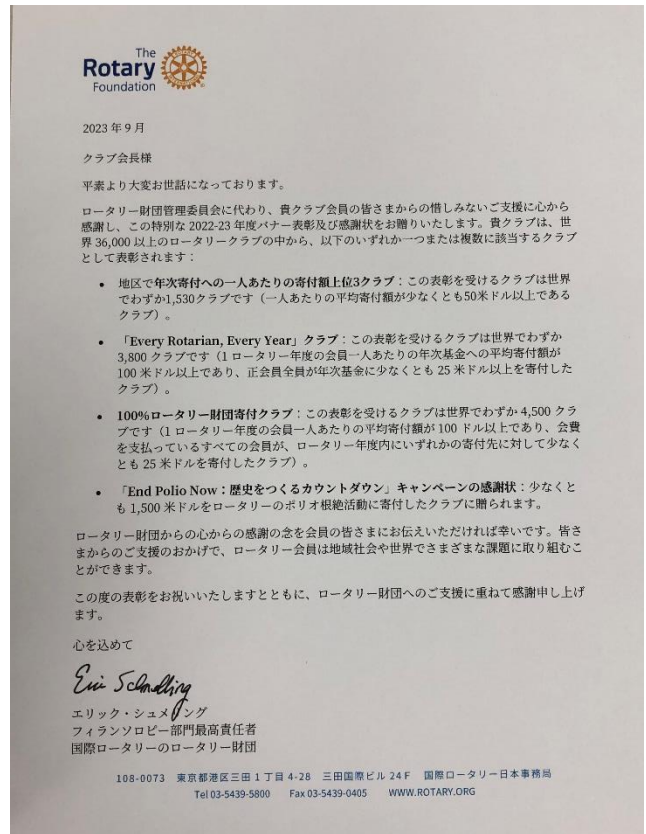 The
Rotary
Foundation
2023 年 9 月
クラブ会長様
平素より大変お世話になっております。
ロータリー財団管理委員会に代わり、貴クラブ会員の皆さまからの惜しみないご支援に心から
感謝し、この特別な 2022-23 年度バナー表彰及び感謝状をお贈りいたします。貴クラブは、世
界 36,000 以上のロータリークラブの中から、以下のいずれか一つまたは複数に該当するクラブ
として表彰されます：
• 地区で年次寄付への一人あたりの寄付額上位3クラブ：この表彰を受けるクラブは世界
でわずか1,530クラブです（一人あたりの平均寄付額が少なくとも50米ドル以上である
クラブ）。
• 「Every Rotarian, Every Year」クラブ：この表彰を受けるクラブは世界でわずか
3,800 クラブです（1 ロータリー年度の会員一人あたりの年次基金への平均寄付額が
100 米ドル以上であり、正会員全員が年次基金に少なくとも 25 米ドル以上を寄付した
クラブ）。
• 100%ロータリー財団寄付クラブ：この表彰を受けるクラブは世界でわずか 4,500 クラ
ブです（1 ロータリー年度の会員一人あたりの平均寄付額が 100 ドル以上であり、会費
を支払っているすべての会員が、ロータリー年度内にいずれかの寄付先に対して少なく
とも 25 米ドルを寄付したクラブ）。
• 「End Polio Now：歴史をつくるカウントダウン」キャンペーンの感謝状：少なくと
も 1,500 米ドルをロータリーのポリオ根絶活動に寄付したクラブに贈られます。
ロータリー財団からの心からの感謝の念を会員の皆さまにお伝えいただければ幸いです。皆さ
まからのご支援のおかげで、ロータリー会員は地域社会や世界でさまざまな課題に取り組むこ
とができます。
この度の表彰をお祝いいたしますとともに、ロータリー財団へのご支援に重ねて感謝申し上げ
ます。
心を込めて
Eric Schmelling
エリック・シュメリング
フィランソロピー部門最高責任者
国際ロータリーのロータリー財団
108-0073 東京都港区三田 1 丁目 4-28 三田国際ビル 24 F 国際ロータリー日本事務局
Tel 03-5439-5800 Fax 03-5439-0405 WWW.ROTARY.ORG